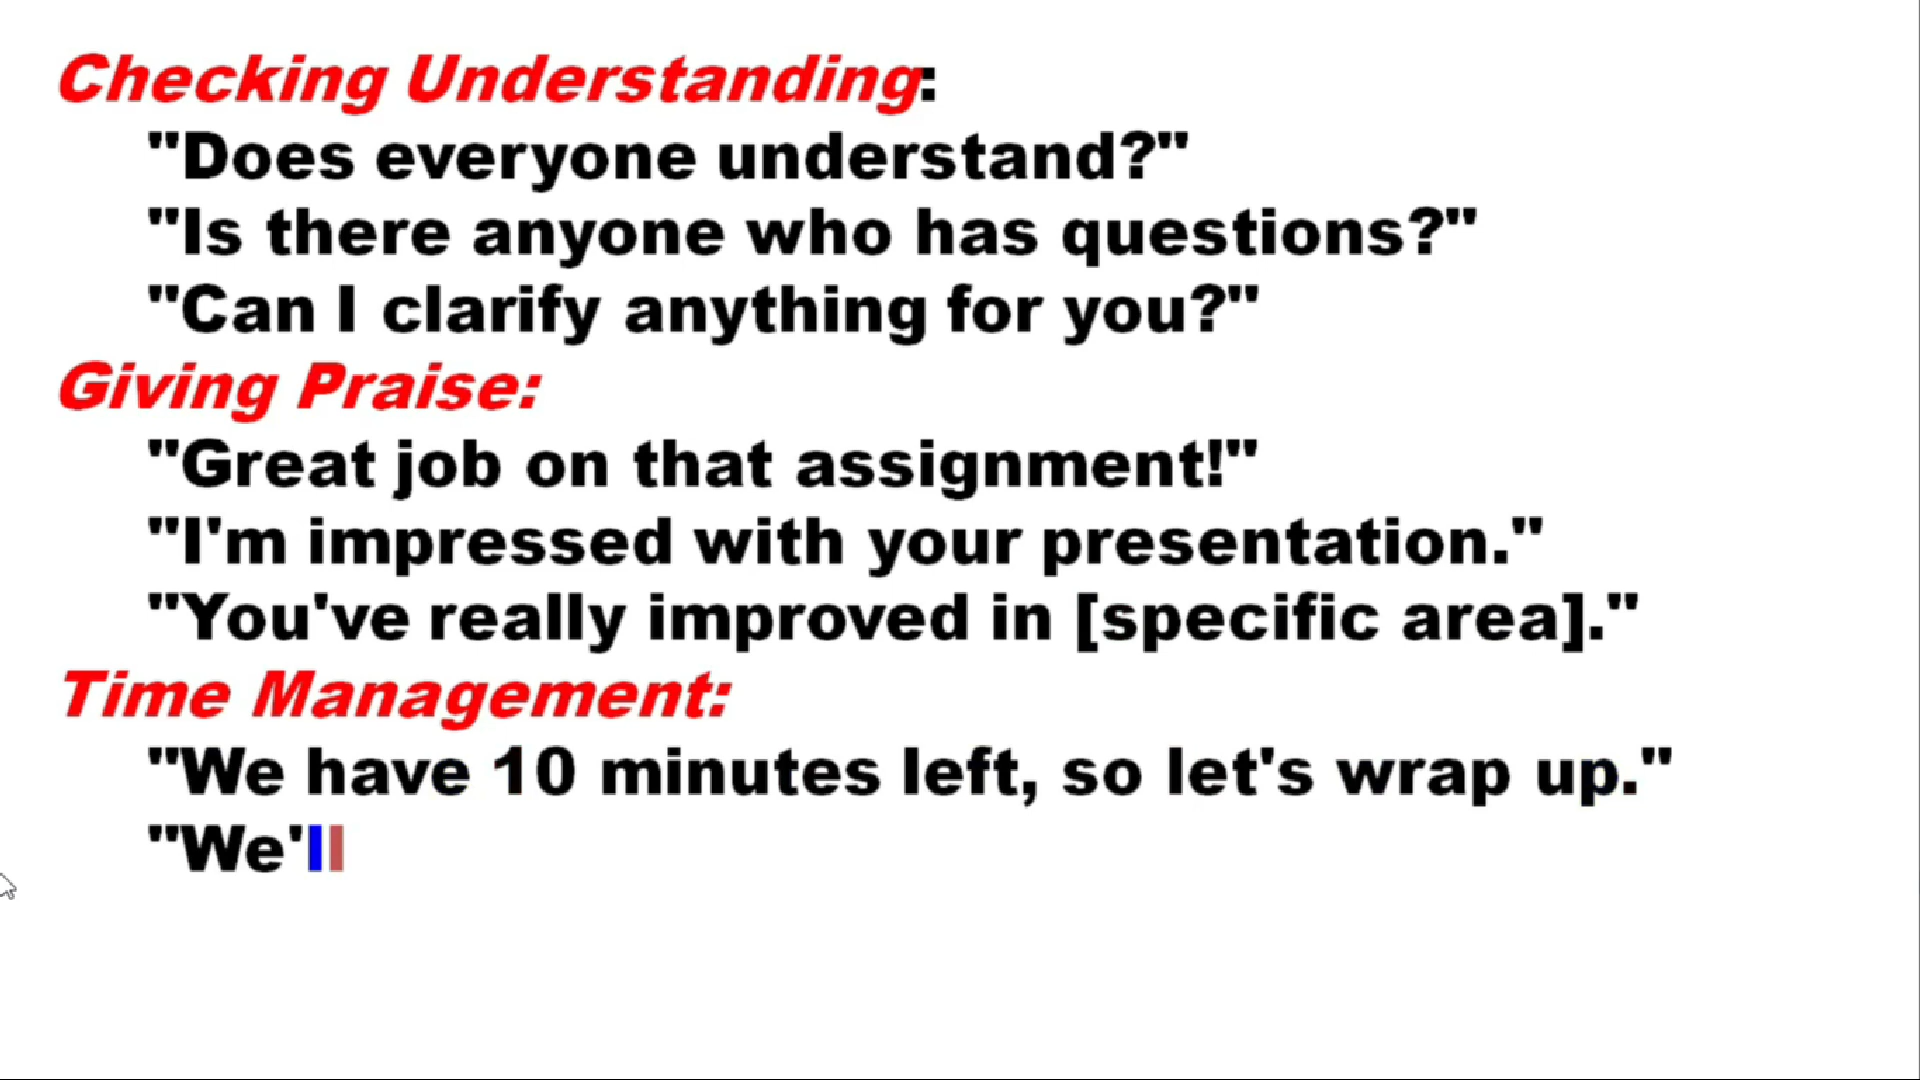 Checking Understanding:
"Does everyone understand?"
"Is there anyone who has questions?"
"Can I clarify anything for you?"
Giving Praise:
"Great job on that assignment!"
"I'm impressed with your presentation."
"You've really improved in [specific area]."
Time Management:
"We have 10 minutes left, so let's wrap up."
"We'll